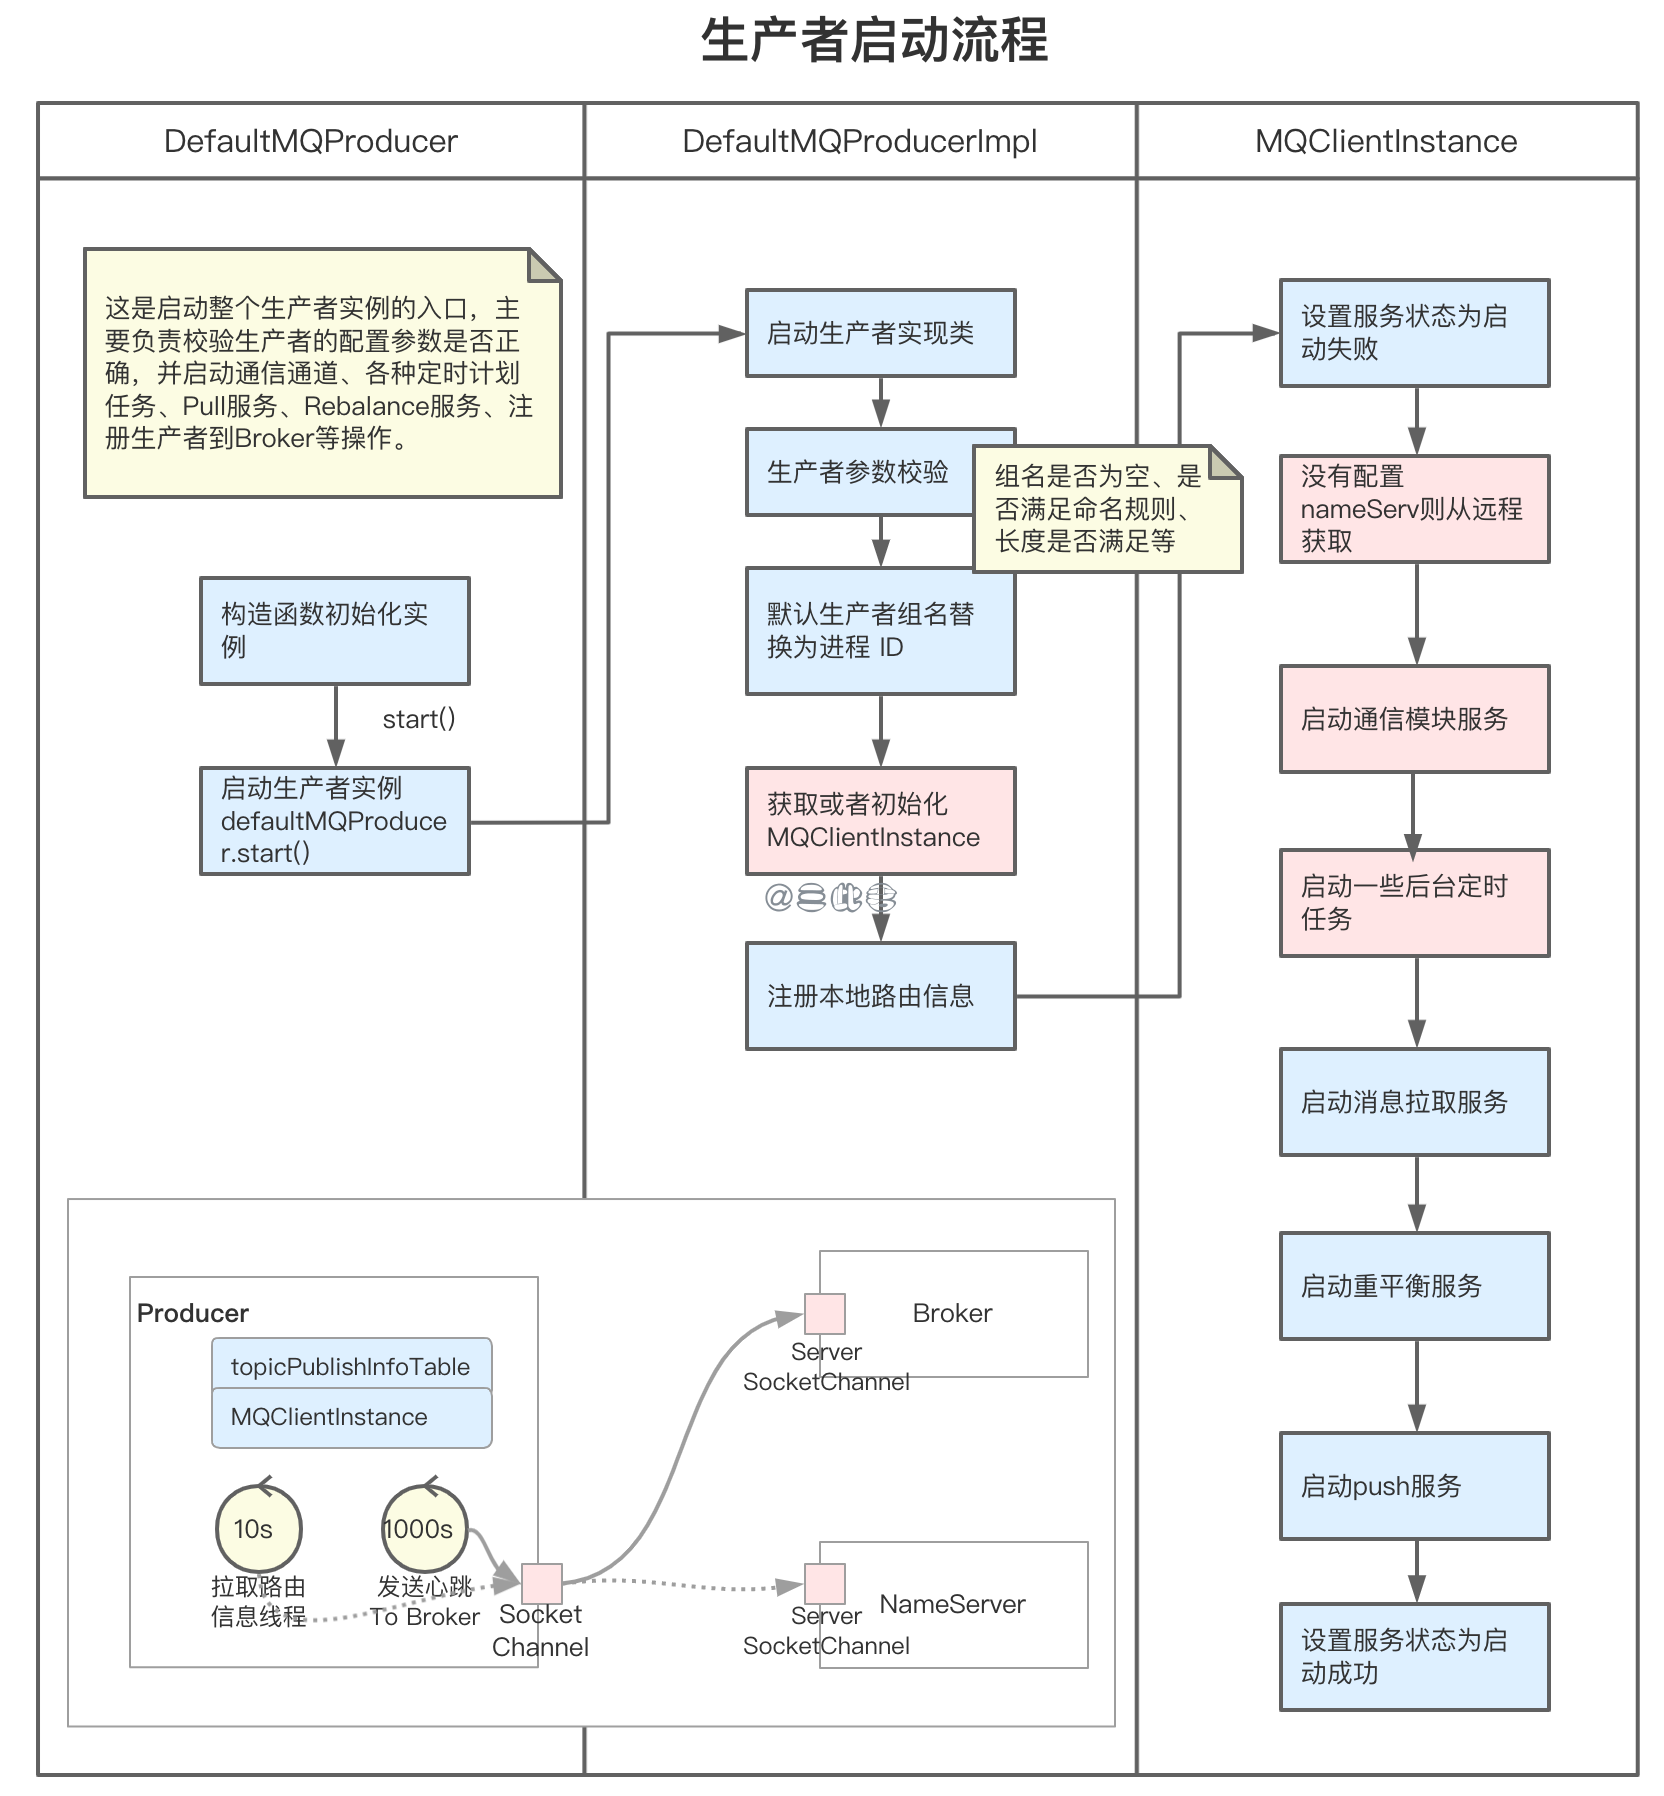 生产者启动流程
DefaultMQProducer
DefaultMQProducerImpl
MQClientInstance
这是启动整个生产者实例的入口，主
要负责校验生产者的配置参数是否正
确，并启动通信通道、各种定时计划
任务、Pull服务、Rebalance服务、注
册生产者到Broker等操作。
构造函数初始化实
例
start()
启动生产者实例
defaultMQProduce
r.start()
启动生产者实现类
生产者参数校验
组名是否为空、是
否满足命名规则、
长度是否满足等
默认生产者组名替
换为进程 ID
获取或者初始化
MQClientInstance
注册本地路由信息
设置服务状态为启
动失败
没有配置
nameServ则从远程
获取
启动通信模块服务
启动一些后台定时
任务
启动消息拉取服务
启动重平衡服务
启动push服务
设置服务状态为启
动成功
Producer
topicPublishInfoTable
MQClientInstance
10s
拉取路由
信息线程
1000s
发送心跳
To Broker
Socket
Channel
Broker
Server
SocketChannel
NameServer
Server
SocketChannel